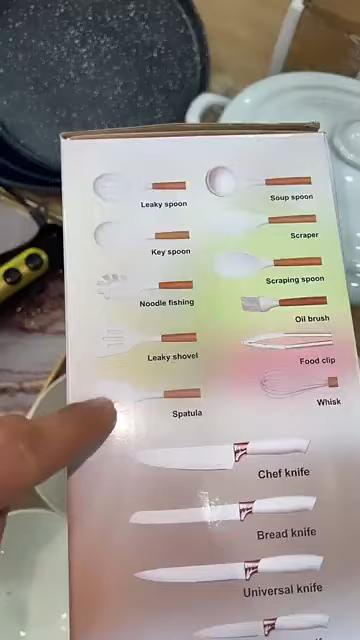 Leaky spoon
Soup spoon
Key spoon
Scraper
Noodle fishing
Scraping spoon
Oil brush
Leaky shovel
Food clip
Spatula
Whisk
Chef knife
Bread knife
Universal knife